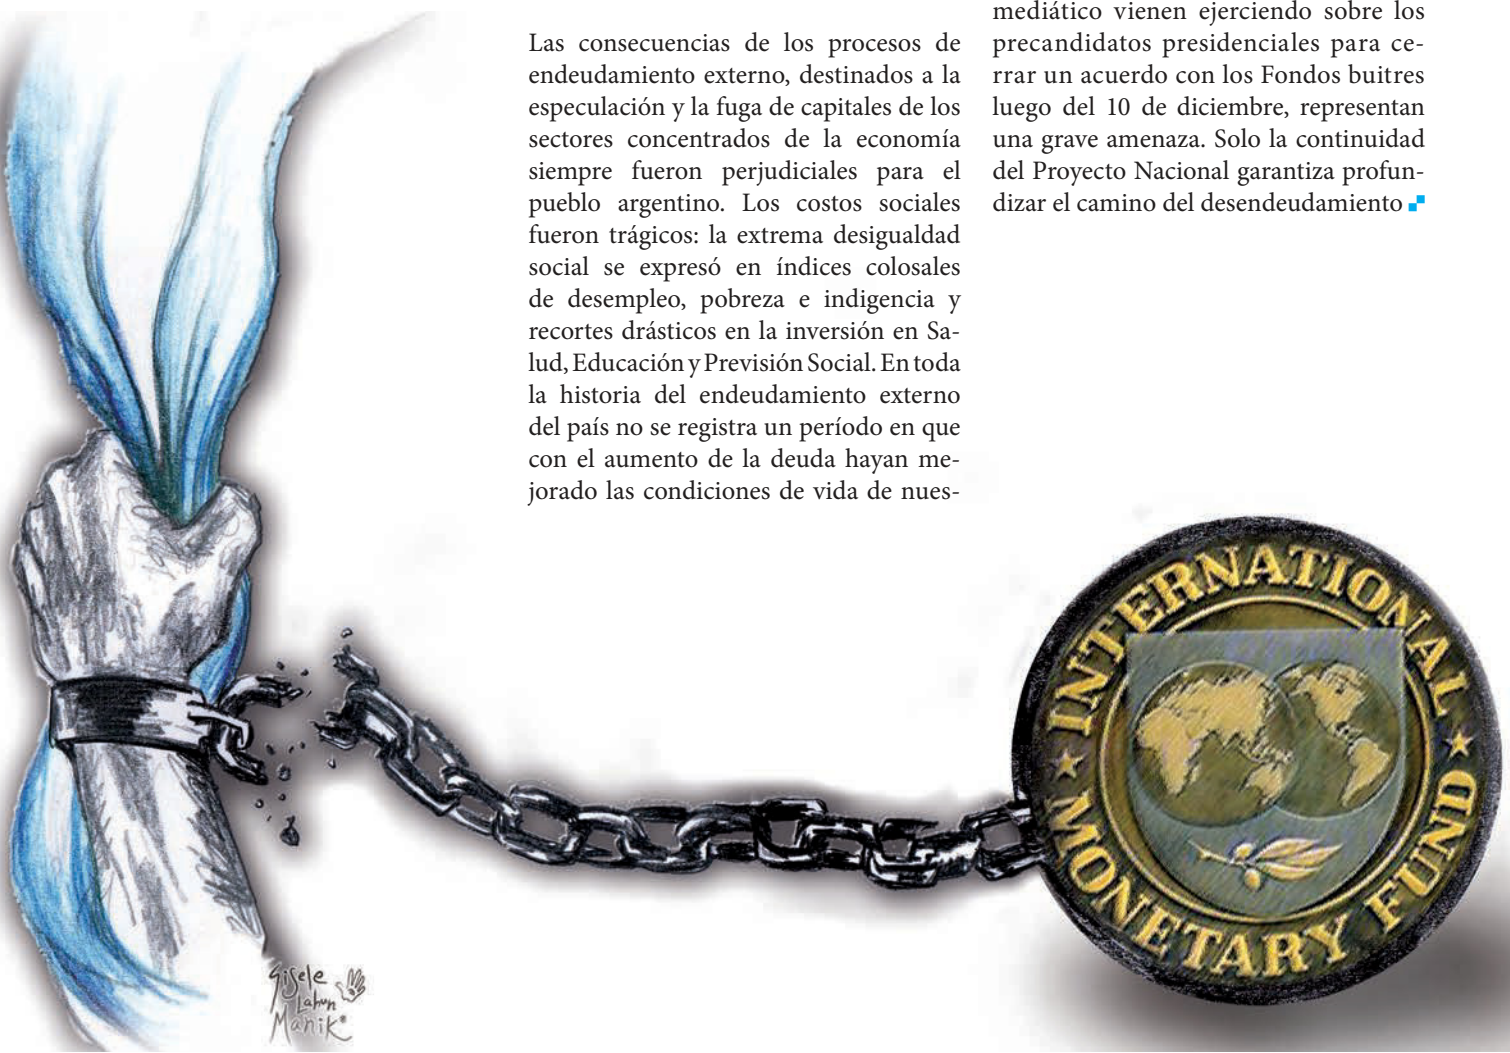 Las consecuencias de los procesos de
endeudamiento externo, destinados a la
especulación y la fuga de capitales de los
sectores concentrados de la economía
siempre fueron perjudiciales para el
pueblo argentino. Los costos sociales
fueron trágicos: la extrema desigualdad
social se expresó en índices colosales
de desempleo, pobreza e indigencia y
recortes drásticos en la inversión en Sa-
lud, Educación y Previsión Social. En toda
la historia del endeudamiento externo
del país no se registra un período en que
con el aumento de la deuda hayan me-
jorado las condiciones de vida de nues-
mediático vienen ejerciendo sobre los
precandidatos presidenciales para ce-
rrar un acuerdo con los Fondos buitres
luego del 10 de diciembre, representan
una grave amenaza. Solo la continuidad
del Proyecto Nacional garantiza profun-
dizar el camino del desendeudamiento
INTERNATIONAL
MONETARY FUND
Gisele
Lahun
Manik